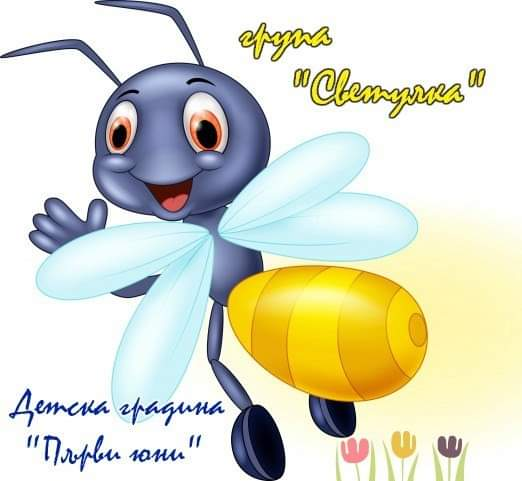 група
"Светулка"
Детска градина
"Първи юни"